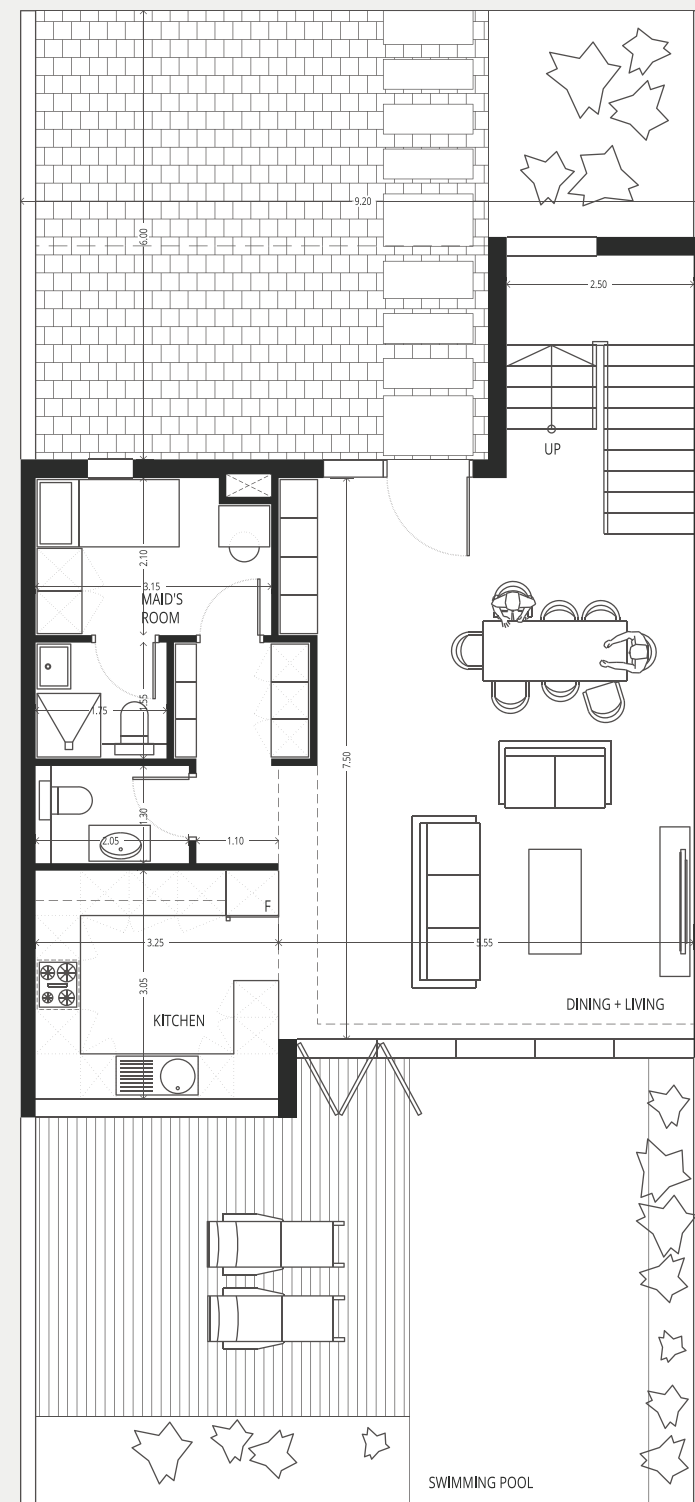 9.20
6.00
2.50
UP
2.10
3.15
MAID'S
ROOM
1.75
1.55
7.50
1.30
2.05
1.10
F
3.25
5.55
3.05
DINING + LIVING
KITCHEN
SWIMMING POOL